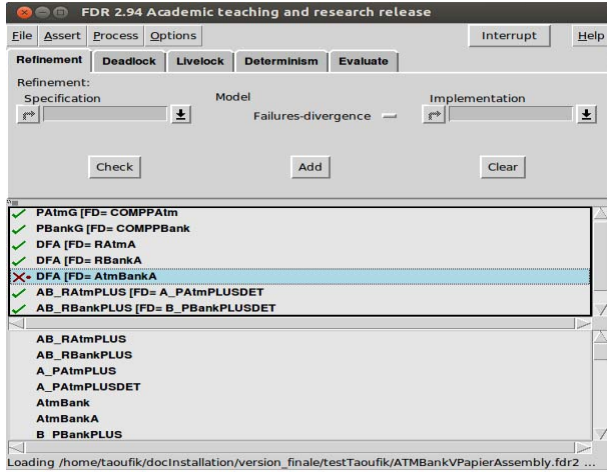 FDR 2.94 Academic teaching and research release
File Assert Process Options Interrupt Help
Refinement Deadlock Livelock Determinism Evaluate
Refinement:
Specification Model Implementation
Failures-divergence
Check Add Clear
PAtmG [FD= COMPPAtm
PBankG [FD= COMPPBank
DFA [FD= RAtmA
DFA [FD= RBankA
DFA [FD= AtmBankA
AB_RAtmPLUS [FD= A_PAtmPLUSDET
AB_RBankPLUS [FD= B_PBankPLUSDET
AB_RAtmPLUS
AB_RBankPLUS
A_PAtmPLUS
A_PAtmPLUSDET
AtmBank
AtmBankA
B_PBankPLUS
Loading /home/taoufik/docInstallation/version_finale/testTaoufik/ATMBankVPapierAssembly.fdr2 ...